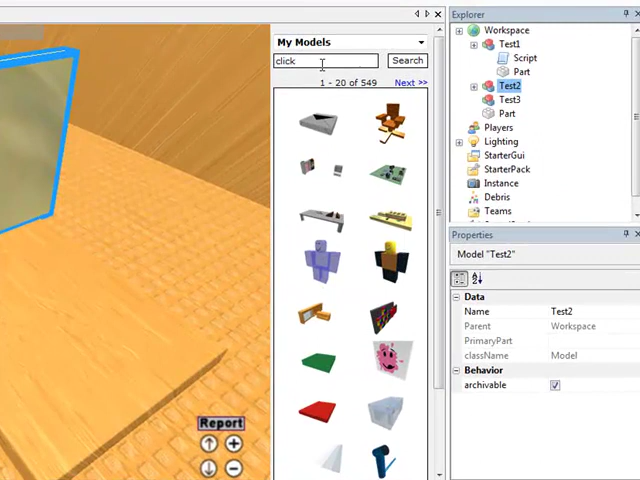 My Models
click
Search
1 - 20 of 549
Next >>
Report
Explorer
Workspace
Test1
Script
Part
Test2
Test3
Part
Players
Lighting
StarterGui
StarterPack
Instance
Debris
Teams
Properties
Model "Test2"
Data
Name Test2
Parent Workspace
PrimaryPart
className Model
Behavior
archivable